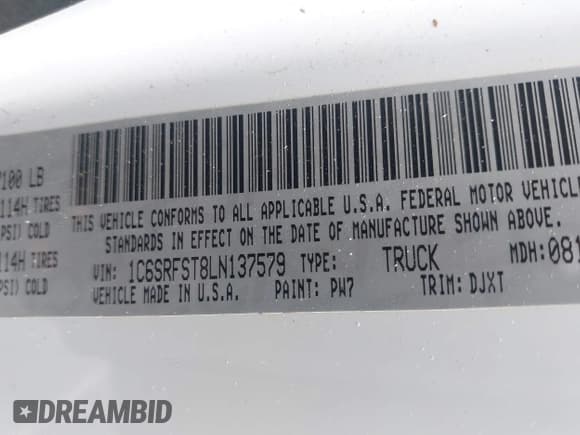 7100 LB
114H TIRES
PSI) COLD
114H TIRES
PSI) COLD
THIS VEHICLE CONFORMS TO ALL APPLICABLE U.S.A. FEDERAL MOTOR VEHICLE
STANDARDS IN EFFECT ON THE DATE OF MANUFACTURE SHOWN ABOVE.
VIN: 1C6SRFST8LN137579 TYPE: TRUCK MDH:081
VEHICLE MADE IN U.S.A. PAINT: PW7 TRIM: DJXT
DREAMBID